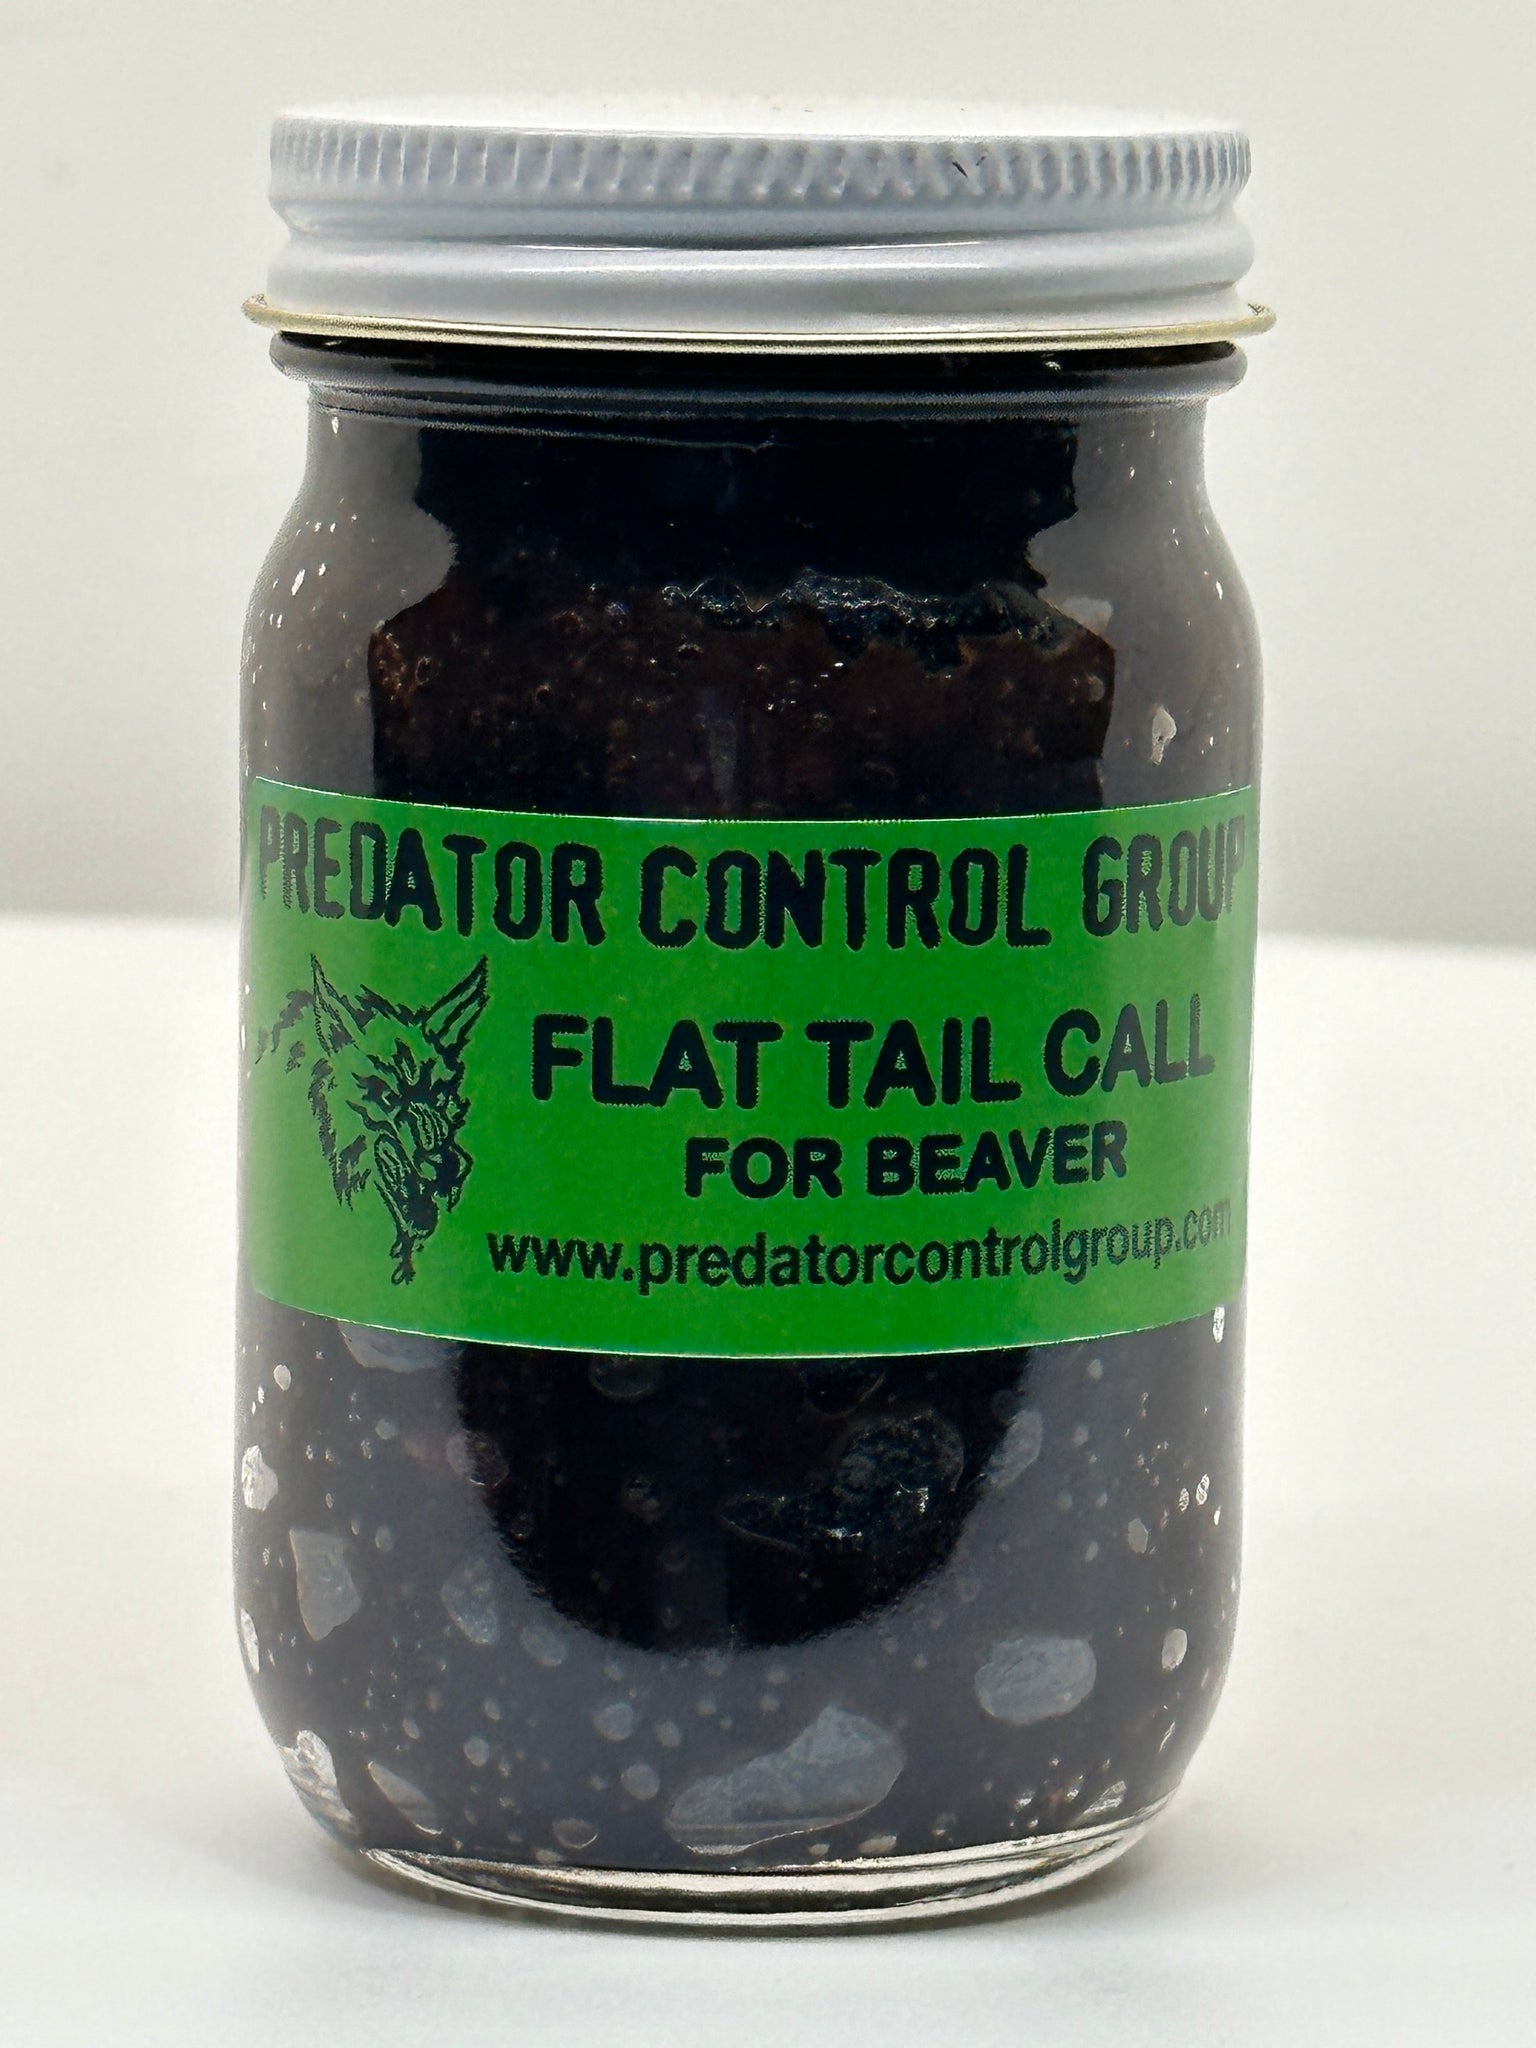 PREDATOR CONTROL GROUP
FLAT TAIL CALL
FOR BEAVER
www.predatorcontrolgroup.com